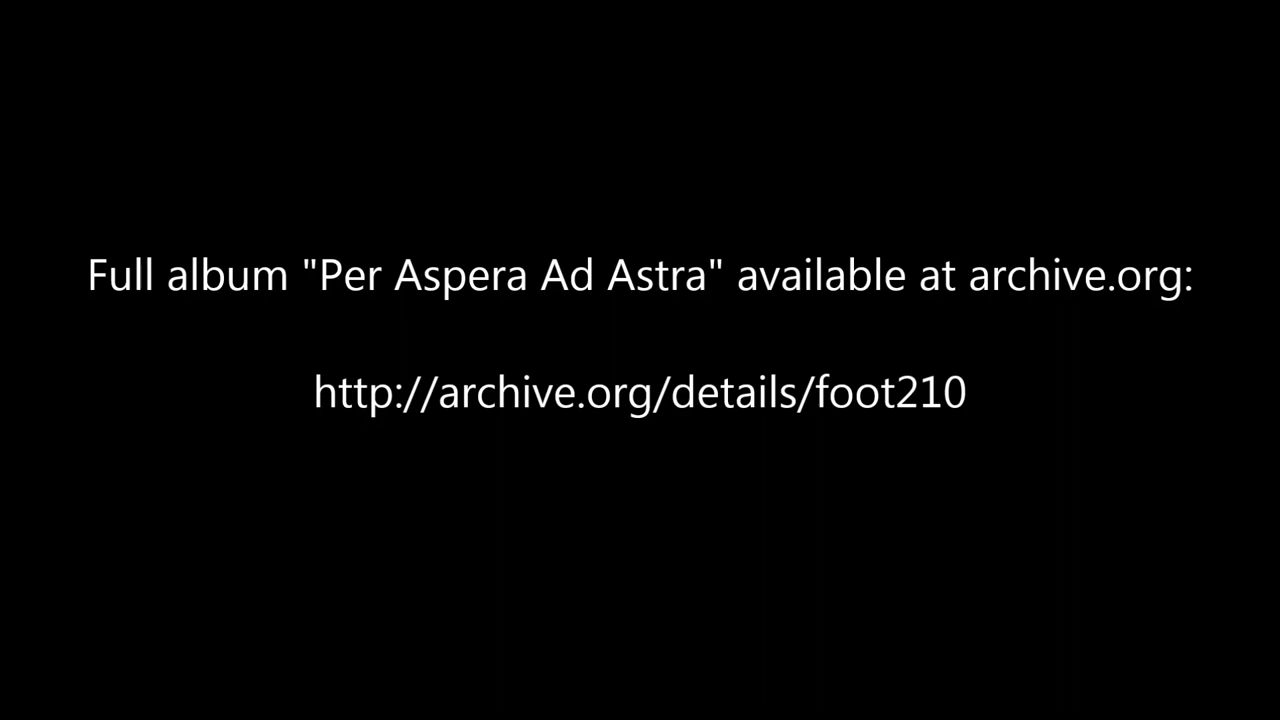 Full album "Per Aspera Ad Astra" available at archive.org:
http://archive.org/details/foot210